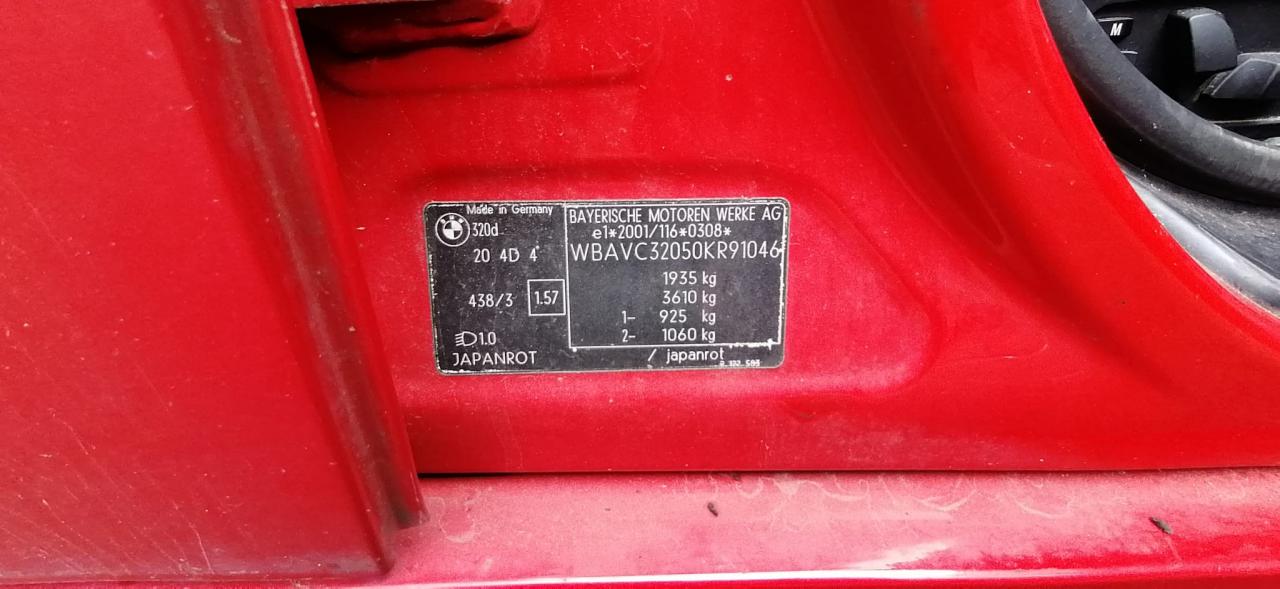 M
Made in Germany
320d
20 4D 4
438/3 1.57
1.0
JAPANROT
BAYERISCHE MOTOREN WERKE AG
e1*2001/116*0308*
WBAVC32050KR91046
1935 kg
3610 kg
1- 925 kg
2- 1060 kg
/ japanrot